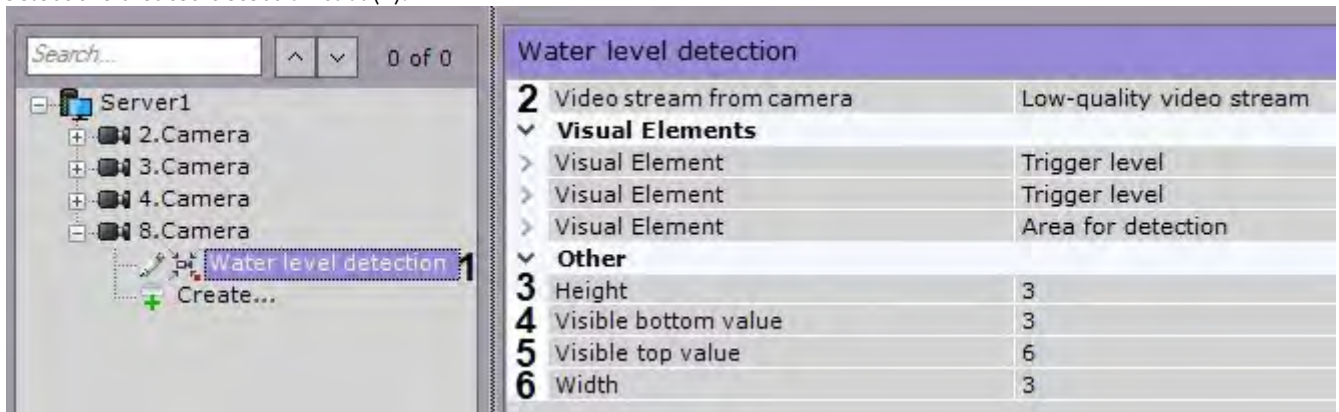 Search... 0 of 0
Server1
2.Camera
3.Camera
4.Camera
8.Camera
Water level detection 1
Create...
Water level detection
2 Video stream from camera Low-quality video stream
Visual Elements
Visual Element Trigger level
Visual Element Trigger level
Visual Element Area for detection
Other
3 Height 3
4 Visible bottom value 3
5 Visible top value 6
6 Width 3